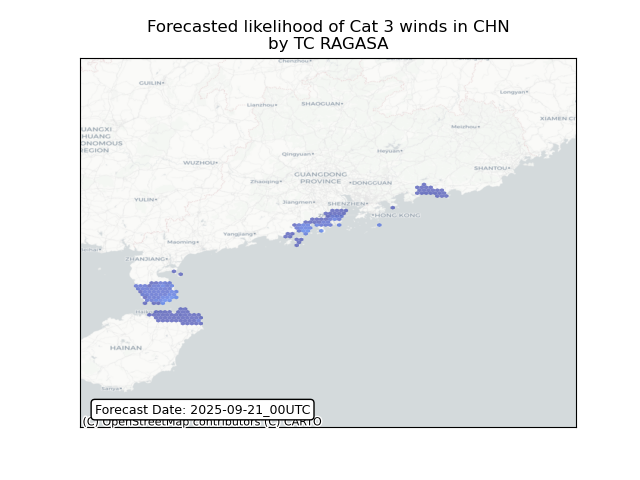 Forecasted likelihood of Cat 3 winds in CHN
by TC RAGASA
Chenzhou
GUILIN
Longyan
Lianzhou
SHAOGUAN
XIAMEN CI
UANGXI
HUANG
ONOMOUS
REGION
Meizhou
Qingyuan
Heyuan
WUZHOU
SHANTOU
GUANGDONG
PROVINCE
Zhaoqing
DONGGUAN
YULIN
Jiangmen
SHENZHEN
HONG KONG
Yangjiang
Maoming
ZHANJIANG
HAINAN
Sanya
Forecast Date: 2025-09-21_00UTC
(C) OpenStreetMap contributors (C) CARTO